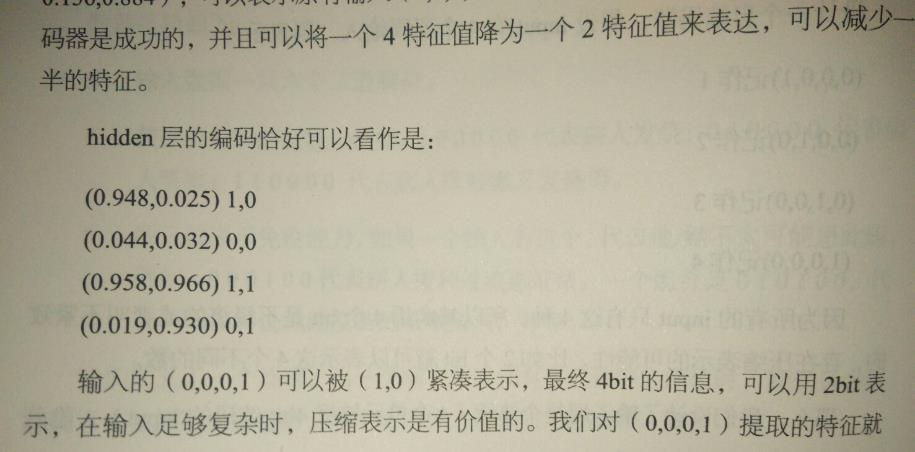 码器是成功的，并且可以将一个 4 特征值降为一个 2 特征值来表达，可以减少一
半的特征。
hidden 层的编码恰好可以看作是：
(0.948,0.025) 1,0
(0.044,0.032) 0,0
(0.958,0.966) 1,1
(0.019,0.930) 0,1
输入的（0,0,0,1）可以被（1,0）紧凑表示，最终 4bit 的信息，可以用 2bit 表
示，在输入足够复杂时，压缩表示是有价值的。我们对（0,0,0,1）提取的特征就